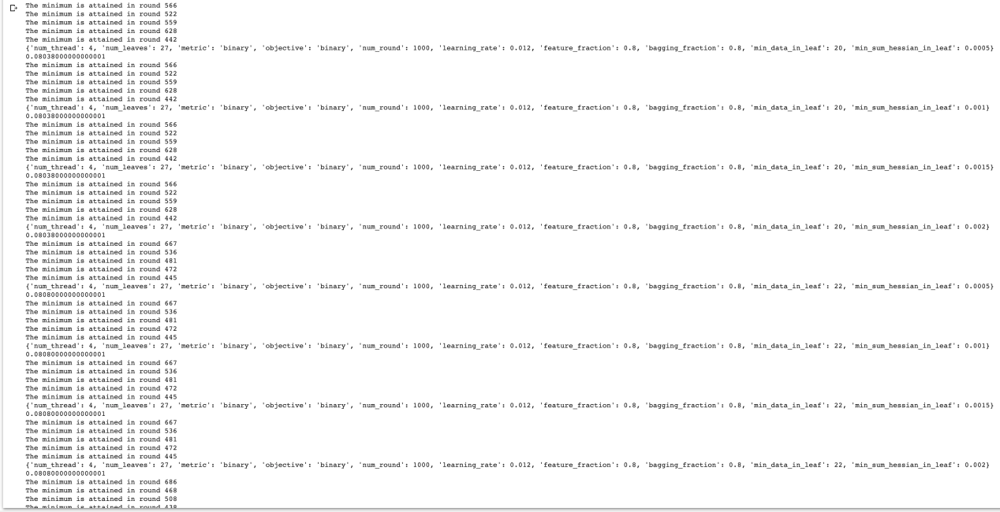 The minimum is attained in round 566
The minimum is attained in round 522
The minimum is attained in round 559
The minimum is attained in round 628
The minimum is attained in round 442
{'num_thread': 4, 'num_leaves': 27, 'metric': 'binary', 'objective': 'binary', 'num_round': 1000, 'learning_rate': 0.012, 'feature_fraction': 0.8, 'bagging_fraction': 0.8, 'min_data_in_leaf': 20, 'min_sum_hessian_in_leaf': 0.0005}
0.08038000000000001
The minimum is attained in round 566
The minimum is attained in round 522
The minimum is attained in round 559
The minimum is attained in round 628
The minimum is attained in round 442
{'num_thread': 4, 'num_leaves': 27, 'metric': 'binary', 'objective': 'binary', 'num_round': 1000, 'learning_rate': 0.012, 'feature_fraction': 0.8, 'bagging_fraction': 0.8, 'min_data_in_leaf': 20, 'min_sum_hessian_in_leaf': 0.001}
0.08038000000000001
The minimum is attained in round 566
The minimum is attained in round 522
The minimum is attained in round 559
The minimum is attained in round 628
The minimum is attained in round 442
{'num_thread': 4, 'num_leaves': 27, 'metric': 'binary', 'objective': 'binary', 'num_round': 1000, 'learning_rate': 0.012, 'feature_fraction': 0.8, 'bagging_fraction': 0.8, 'min_data_in_leaf': 20, 'min_sum_hessian_in_leaf': 0.0015}
0.08038000000000001
The minimum is attained in round 566
The minimum is attained in round 522
The minimum is attained in round 559
The minimum is attained in round 628
The minimum is attained in round 442
{'num_thread': 4, 'num_leaves': 27, 'metric': 'binary', 'objective': 'binary', 'num_round': 1000, 'learning_rate': 0.012, 'feature_fraction': 0.8, 'bagging_fraction': 0.8, 'min_data_in_leaf': 20, 'min_sum_hessian_in_leaf': 0.002}
0.08038000000000001
The minimum is attained in round 667
The minimum is attained in round 536
The minimum is attained in round 481
The minimum is attained in round 472
The minimum is attained in round 445
{'num_thread': 4, 'num_leaves': 27, 'metric': 'binary', 'objective': 'binary', 'num_round': 1000, 'learning_rate': 0.012, 'feature_fraction': 0.8, 'bagging_fraction': 0.8, 'min_data_in_leaf': 22, 'min_sum_hessian_in_leaf': 0.0005}
0.08080000000000001
The minimum is attained in round 667
The minimum is attained in round 536
The minimum is attained in round 481
The minimum is attained in round 472
The minimum is attained in round 445
{'num_thread': 4, 'num_leaves': 27, 'metric': 'binary', 'objective': 'binary', 'num_round': 1000, 'learning_rate': 0.012, 'feature_fraction': 0.8, 'bagging_fraction': 0.8, 'min_data_in_leaf': 22, 'min_sum_hessian_in_leaf': 0.001}
0.08080000000000001
The minimum is attained in round 667
The minimum is attained in round 536
The minimum is attained in round 481
The minimum is attained in round 472
The minimum is attained in round 445
{'num_thread': 4, 'num_leaves': 27, 'metric': 'binary', 'objective': 'binary', 'num_round': 1000, 'learning_rate': 0.012, 'feature_fraction': 0.8, 'bagging_fraction': 0.8, 'min_data_in_leaf': 22, 'min_sum_hessian_in_leaf': 0.0015}
0.08080000000000001
The minimum is attained in round 667
The minimum is attained in round 536
The minimum is attained in round 481
The minimum is attained in round 472
The minimum is attained in round 445
{'num_thread': 4, 'num_leaves': 27, 'metric': 'binary', 'objective': 'binary', 'num_round': 1000, 'learning_rate': 0.012, 'feature_fraction': 0.8, 'bagging_fraction': 0.8, 'min_data_in_leaf': 22, 'min_sum_hessian_in_leaf': 0.002}
0.08080000000000001
The minimum is attained in round 686
The minimum is attained in round 468
The minimum is attained in round 508
The minimum is attained in round 438